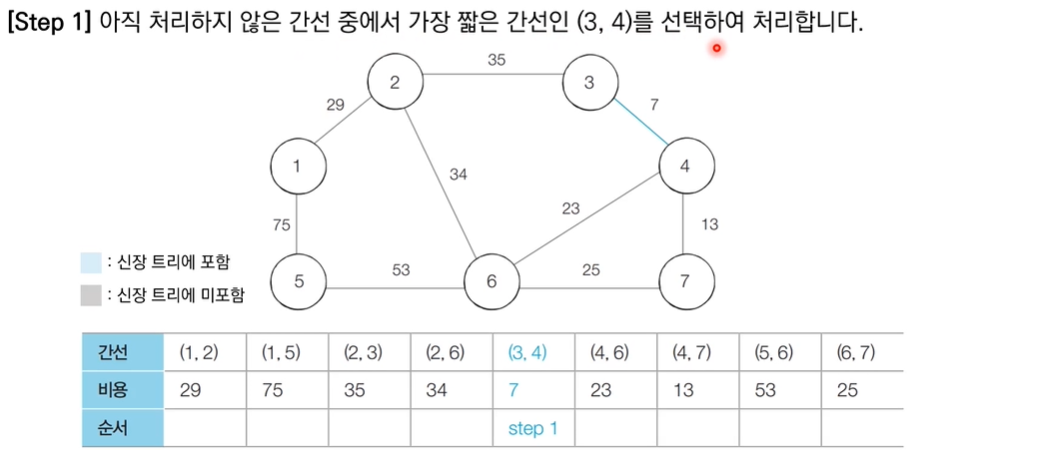 [Step 1] 아직 처리하지 않은 간선 중에서 가장 짧은 간선인 (3, 4)를 선택하여 처리합니다.
35
2
3
29
7
1
4
34
23
75
13
: 신장 트리에 포함
53
25
5
6
7
: 신장 트리에 미포함
간선 (1, 2) (1, 5) (2, 3) (2, 6) (3, 4) (4, 6) (4, 7) (5, 6) (6, 7)
비용 29 75 35 34 7 23 13 53 25
순서 step 1